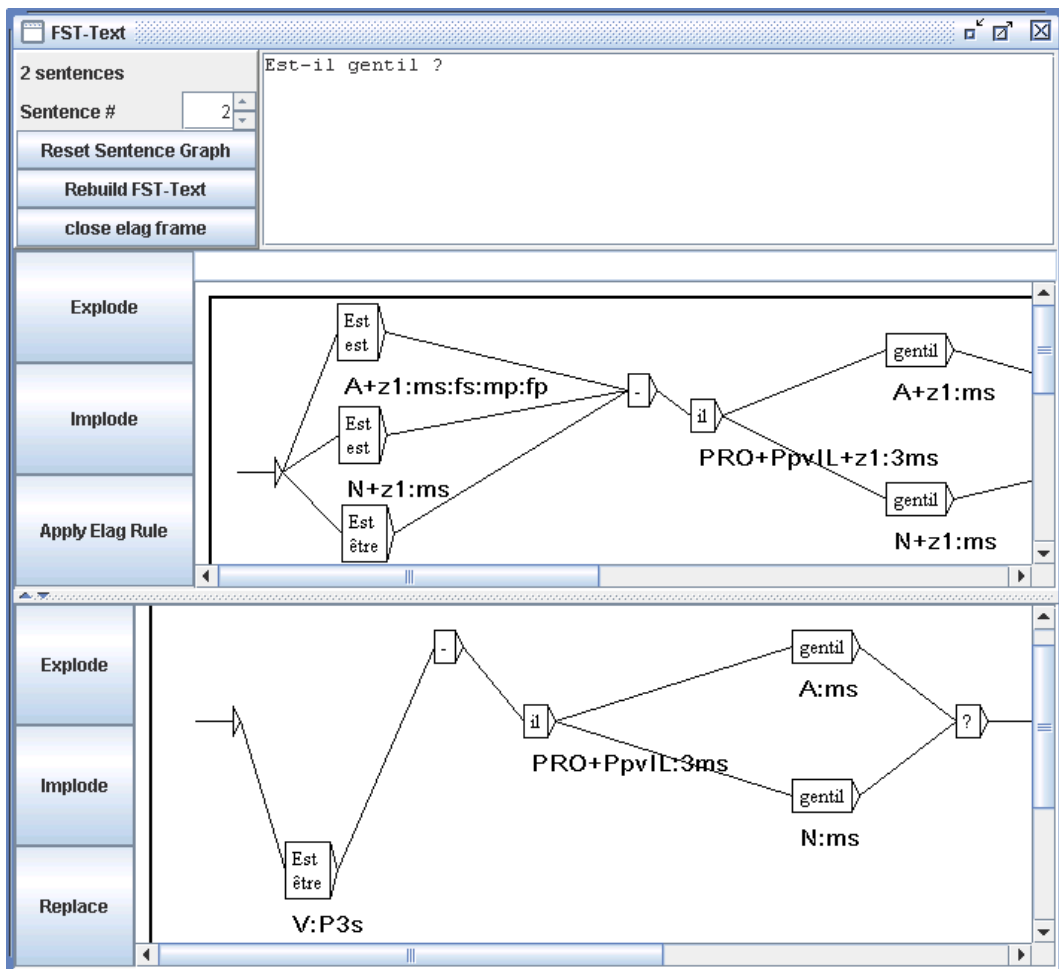 FST-Text
2 sentences
Sentence # 2
Reset Sentence Graph
Rebuild FST-Text
close elag frame
Est-il gentil ?
Explode
Implode
Apply Elag Rule
Est
est
A+z1:ms:fs:mp:fp
Est
est
N+z1:ms
Est
être
-
il
PRO+PpvIL+z1:3ms
gentil
A+z1:ms
gentil
N+z1:ms
Explode
Implode
Replace
Est
être
V:P3s
-
il
PRO+PpvIL:3ms
gentil
A:ms
gentil
N:ms
?